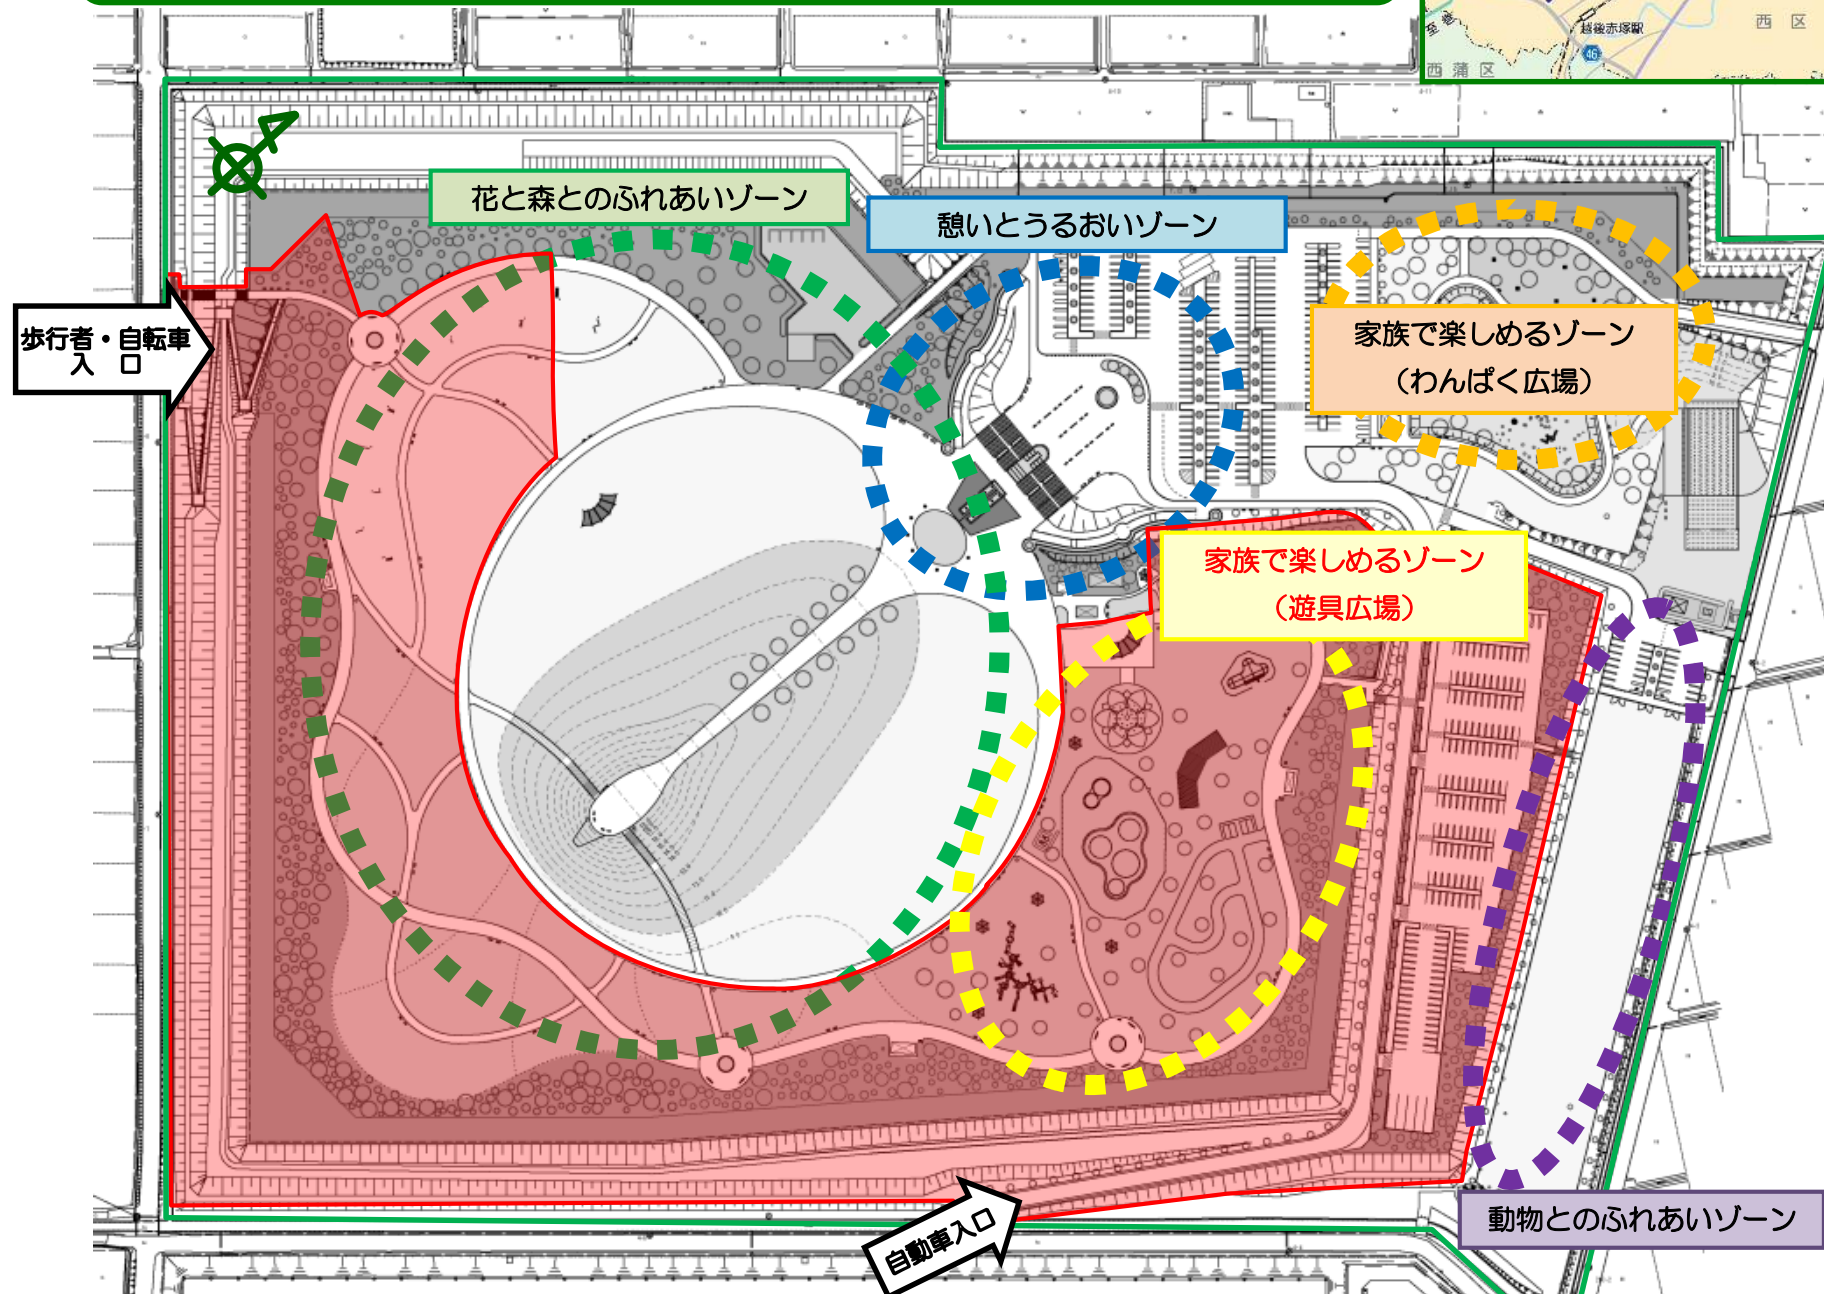 越後赤塚駅
46
西区
西蒲区
花と森とのふれあいゾーン
憩いとうるおいゾーン
家族で楽しめるゾーン
（わんぱく広場）
歩行者・自転車
入口
家族で楽しめるゾーン
（遊具広場）
動物とのふれあいゾーン
自動車入口